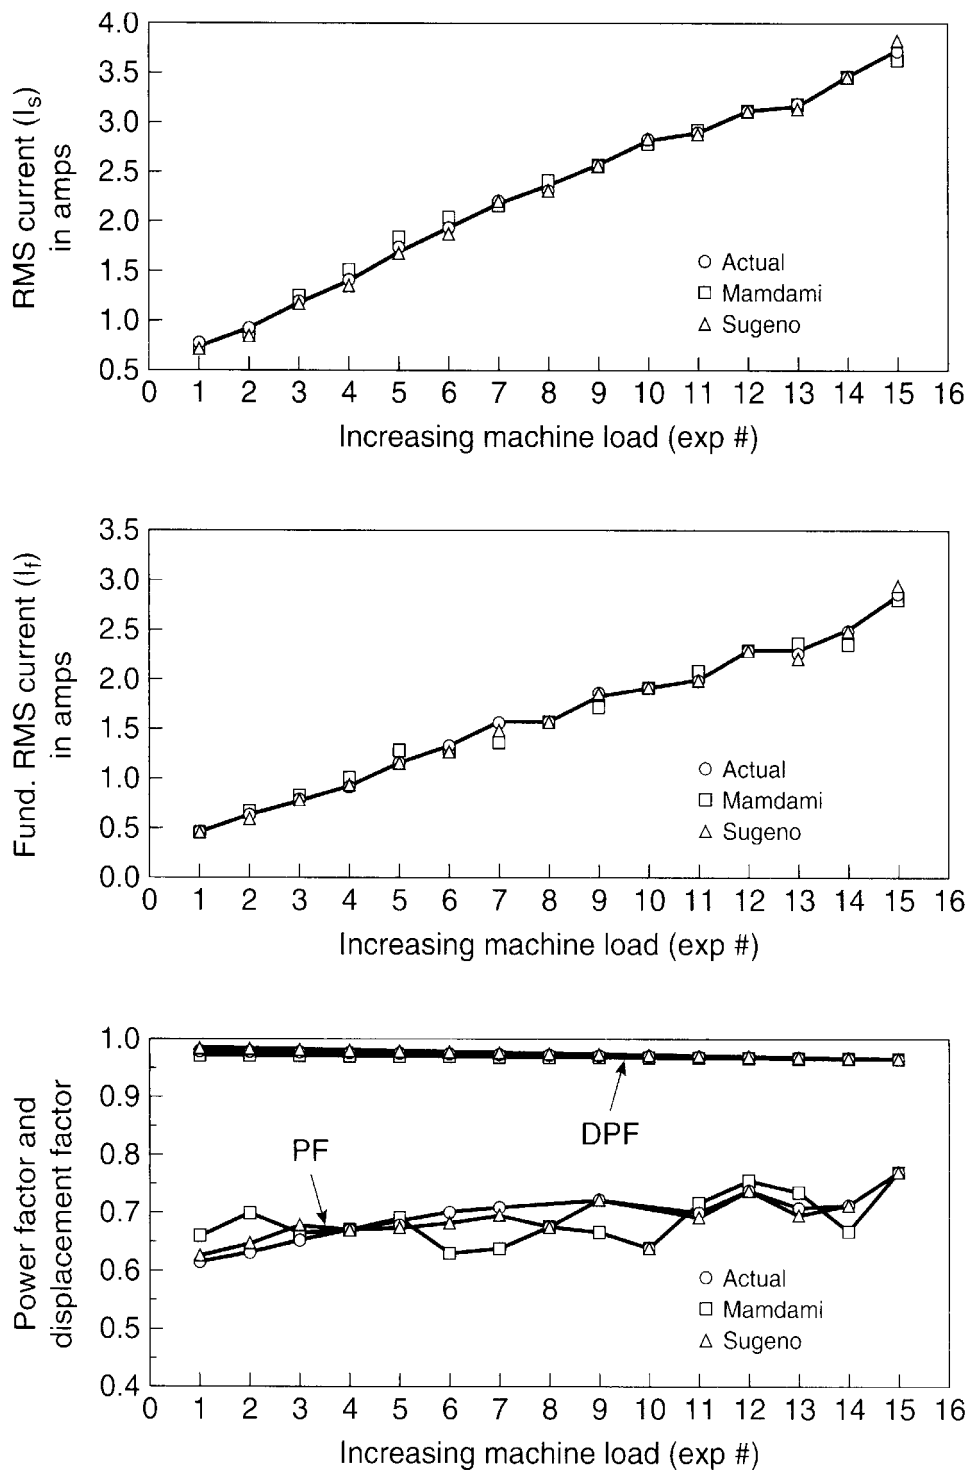 RMS current (Is)
in amps
4.0
3.5
3.0
2.5
2.0
1.5
1.0
0.5
Actual
Mamdami
Sugeno
0 1 2 3 4 5 6 7 8 9 10 11 12 13 14 15 16
Increasing machine load (exp #)
Fund. RMS current (If)
in amps
3.5
3.0
2.5
2.0
1.5
1.0
0.5
0.0
Actual
Mamdami
Sugeno
0 1 2 3 4 5 6 7 8 9 10 11 12 13 14 15 16
Increasing machine load (exp #)
Power factor and
displacement factor
1.0
0.9
0.8
0.7
0.6
0.5
0.4
PF
DPF
Actual
Mamdami
Sugeno
0 1 2 3 4 5 6 7 8 9 10 11 12 13 14 15 16
Increasing machine load (exp #)